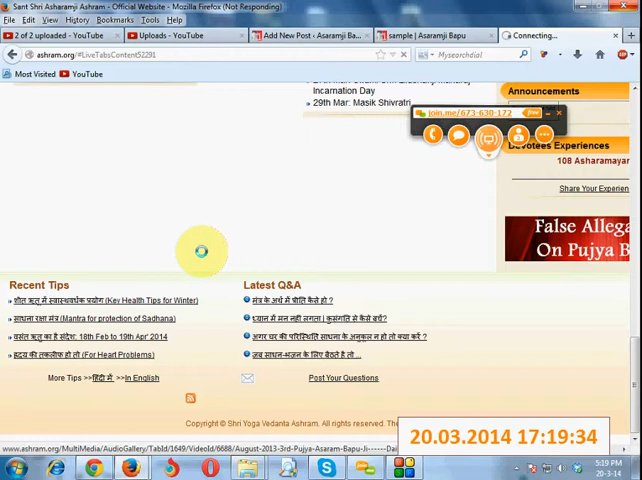 Sant Shri Asharamji Ashram - Official Website - Mozilla Firefox (Not Responding)
File Edit View History Bookmarks Tools Help
2 of 2 uploaded - YouTube
Uploads - YouTube
Add New Post ‹ Asaramji Ba...
sample | Asaramji Bapu
Connecting...
ashram.org/#LiveTabsContent52291
Mysearchdial
Most Visited
YouTube
Incarnation Day
29th Mar: Masik Shivratri
Announcements
join.me/673-630-172
Devotees Experiences
108 Asharamayan
Share Your Experien
False Allega
On Pujya B
Recent Tips
शीत ऋतु में स्वास्थ्यवर्धक प्रयोग (Key Health Tips for Winter)
साधना रक्षा मंत्र (Mantra for protection of Sadhana)
वसंत ऋतु का है संदेश: 18th Feb to 19th Apr' 2014
हृदय की तकलीफ हो तो (For Heart Problems)
More Tips >>हिंदी में >>In English
Latest Q&A
मंत्र के अर्थ में प्रीति कैसे हो ?
ध्यान में मन नहीं लगता | कुसंगति से कैसे बचें?
अगर घर की परिस्थिति साधना के अनुकूल न हो तो क्या करें ?
जब साधन-भजन के लिए बैठते है तो ...
Post Your Questions
Copyright © Shri Yoga Vedanta Ashram. All rights reserved. The
20.03.2014 17:19:34
www.ashram.org/MultiMedia/AudioGallery/TabId/1649/VideoId/6688/August-2013-3rd-Pujya-Asaram-Bapu-Ji------Dai
5:19 PM
20-3-14